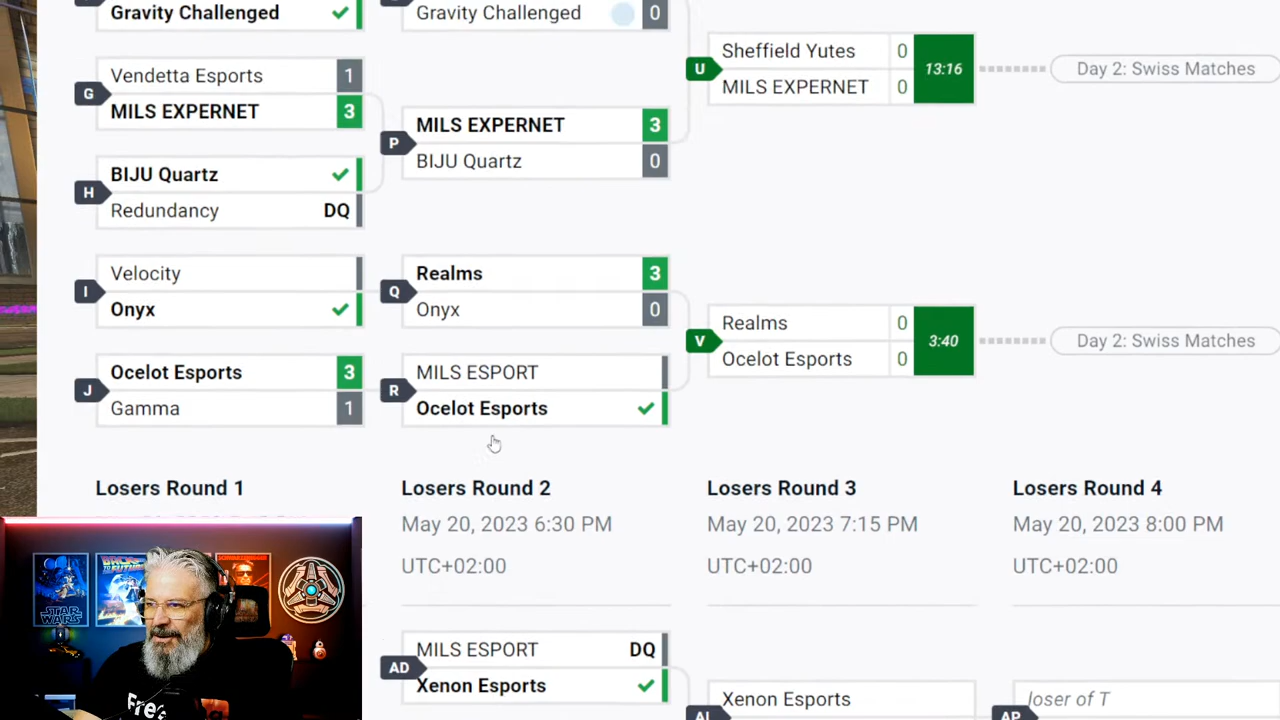 Gravity Challenged
Gravity Challenged 0
G
Vendetta Esports 1
MILS EXPERNET 3
H
BIJU Quartz
Redundancy DQ
P
MILS EXPERNET 3
BIJU Quartz 0
U
Sheffield Yutes 0
MILS EXPERNET 0
13:16
Day 2: Swiss Matches
I
Velocity
Onyx
Q
Realms 3
Onyx 0
J
Ocelot Esports 3
Gamma 1
R
MILS ESPORT
Ocelot Esports
V
Realms 0
Ocelot Esports 0
3:40
Day 2: Swiss Matches
Losers Round 1
Losers Round 2
May 20, 2023 6:30 PM
UTC+02:00
Losers Round 3
May 20, 2023 7:15 PM
UTC+02:00
Losers Round 4
May 20, 2023 8:00 PM
UTC+02:00
AD
MILS ESPORT DQ
Xenon Esports
Xenon Esports
loser of T
AP
STAR
WARS
BACK
TO THE
FUTURE